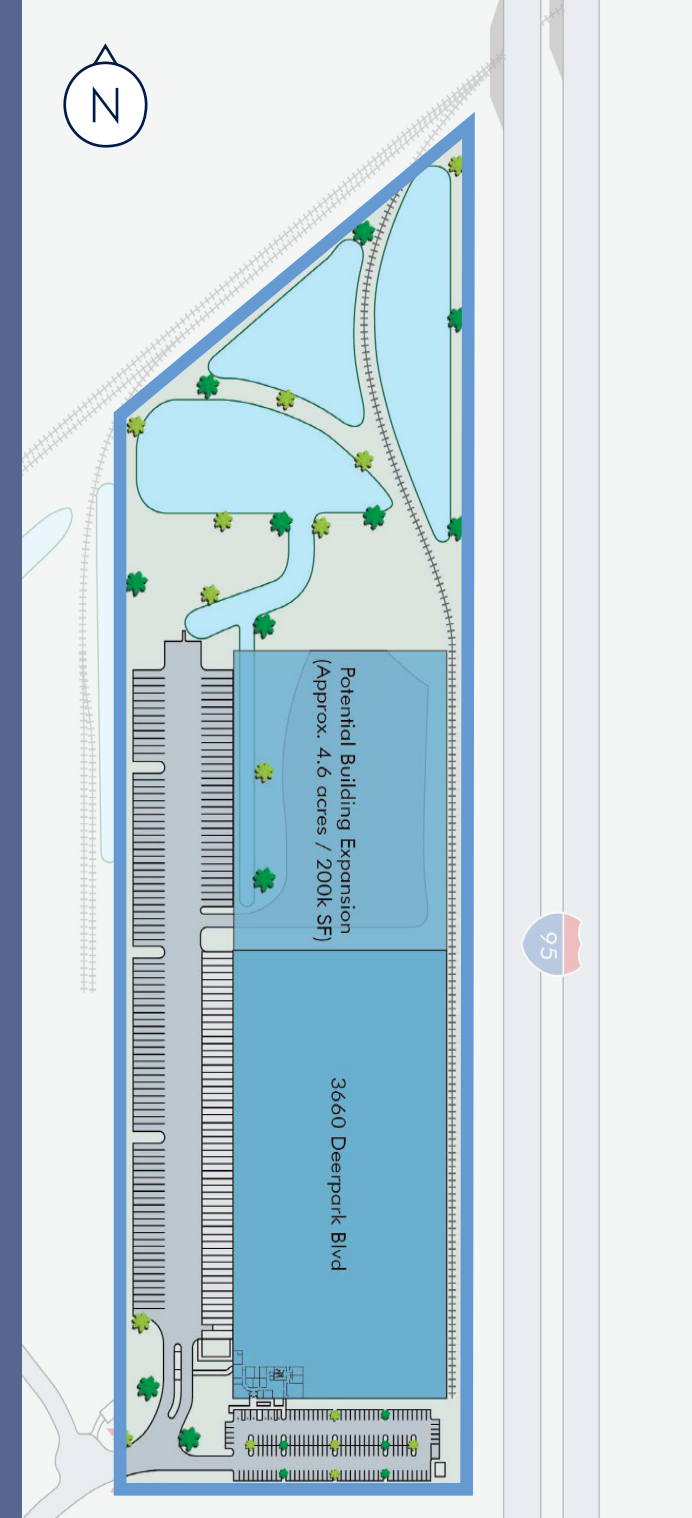 N
Potential Building Expansion
(Approx. 4.6 acres / 200k SF)
95
3660 Deerpark Blvd